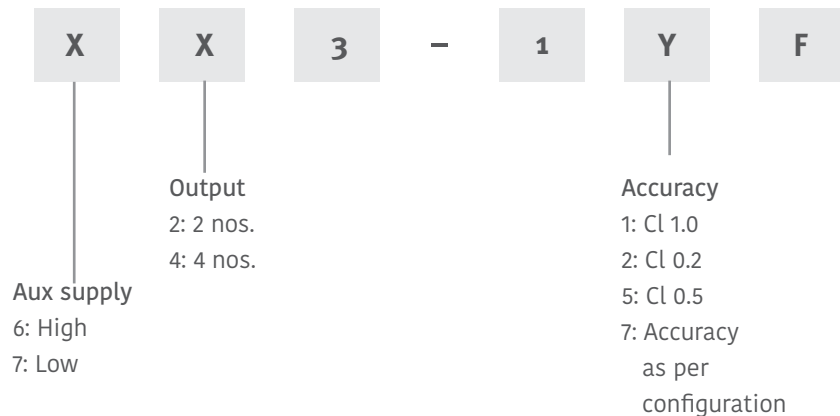 X X 3 – 1 Y F
Output
2: 2 nos.
4: 4 nos.
Aux supply
6: High
7: Low
Accuracy
1: Cl 1.0
2: Cl 0.2
5: Cl 0.5
7: Accuracy
as per
configuration